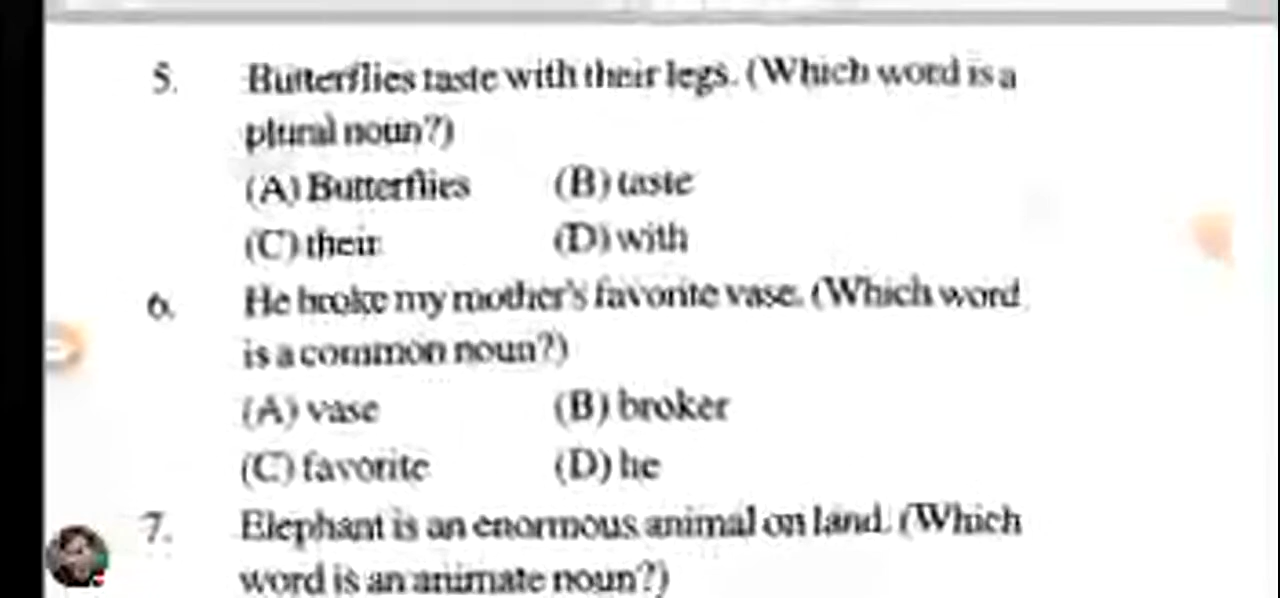 5. Butterflies taste with their legs. (Which word is a
plural noun?)
(A) Butterflies (B) taste
(C) their (D) with
6. He broke my mother's favorite vase. (Which word
is a common noun?)
(A) vase (B) broker
(C) favorite (D) he
7. Elephant is an enormous animal on land. (Which
word is an animate noun?)